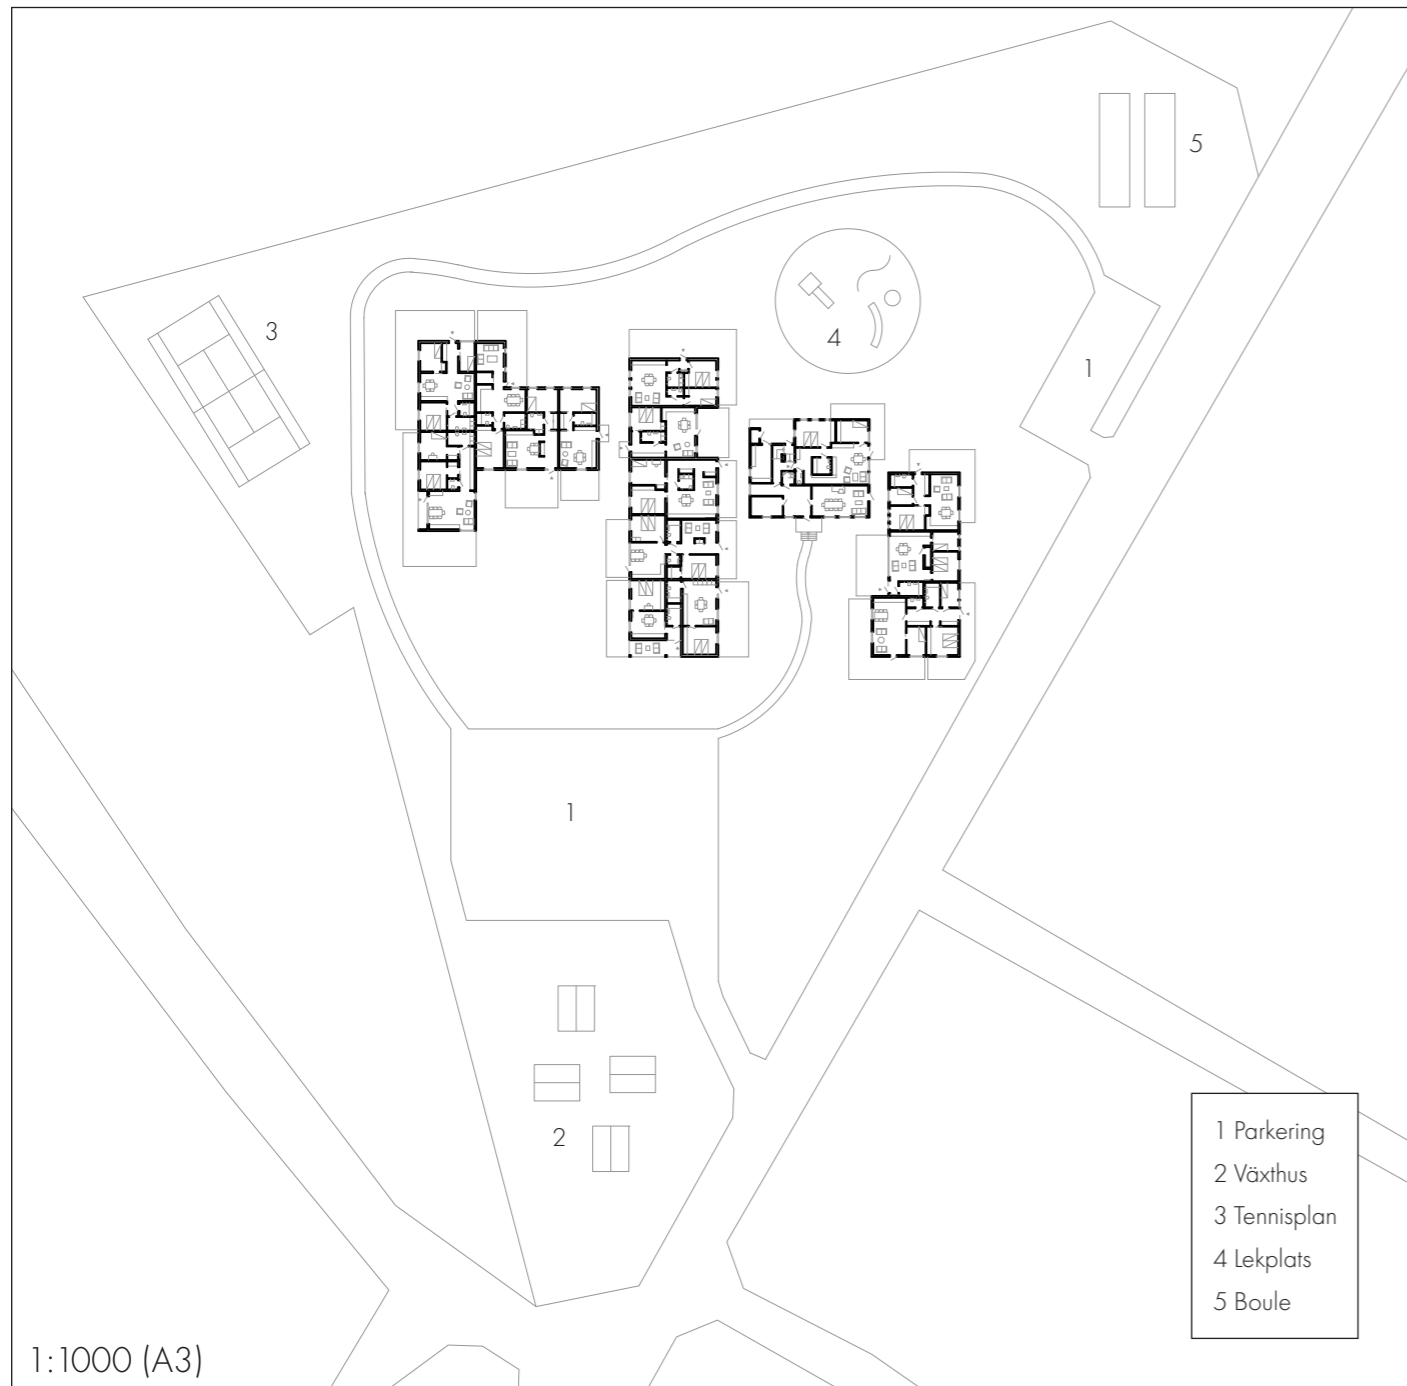 5
3
4
1
1
2
1 Parkering
2 Växthus
3 Tennisplan
4 Lekplats
5 Boule
1:1000 (A3)